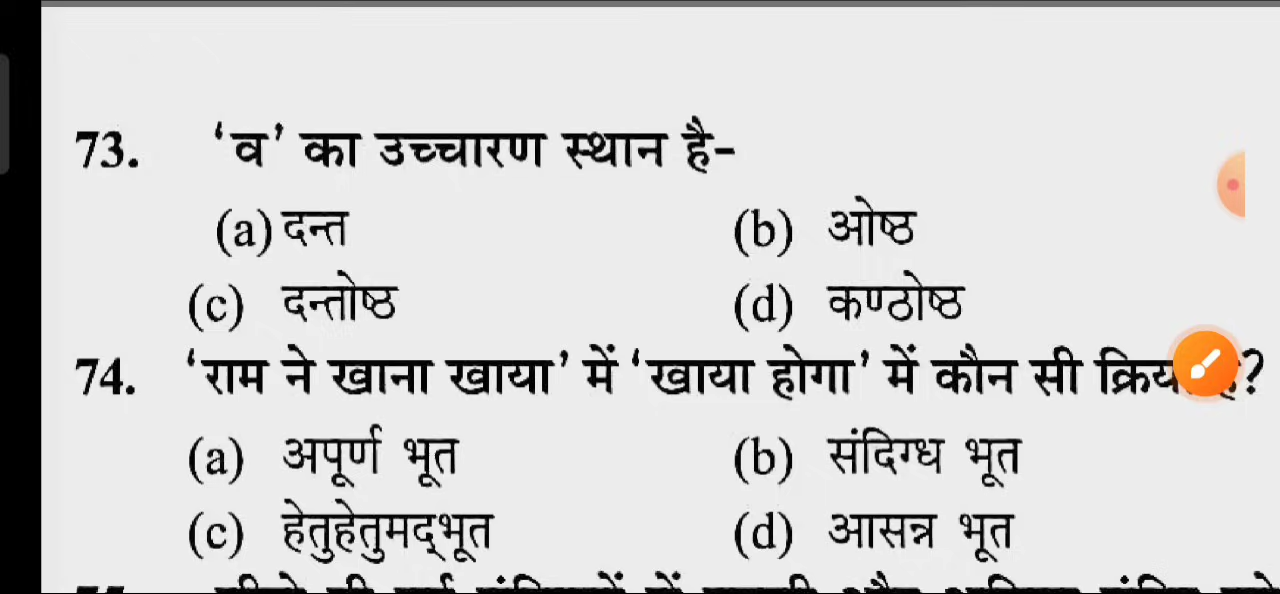 73. ‘व’ का उच्चारण स्थान है-
(a) दन्त (b) ओष्ठ
(c) दन्तोष्ठ (d) कण्ठोष्ठ
74. ‘राम ने खाना खाया’ में ‘खाया होगा’ में कौन सी ?
(a) अपूर्ण भूत (b) संदिग्ध भूत
(c) हेतुहेतुमद्भूत (d) आसन्न भूत